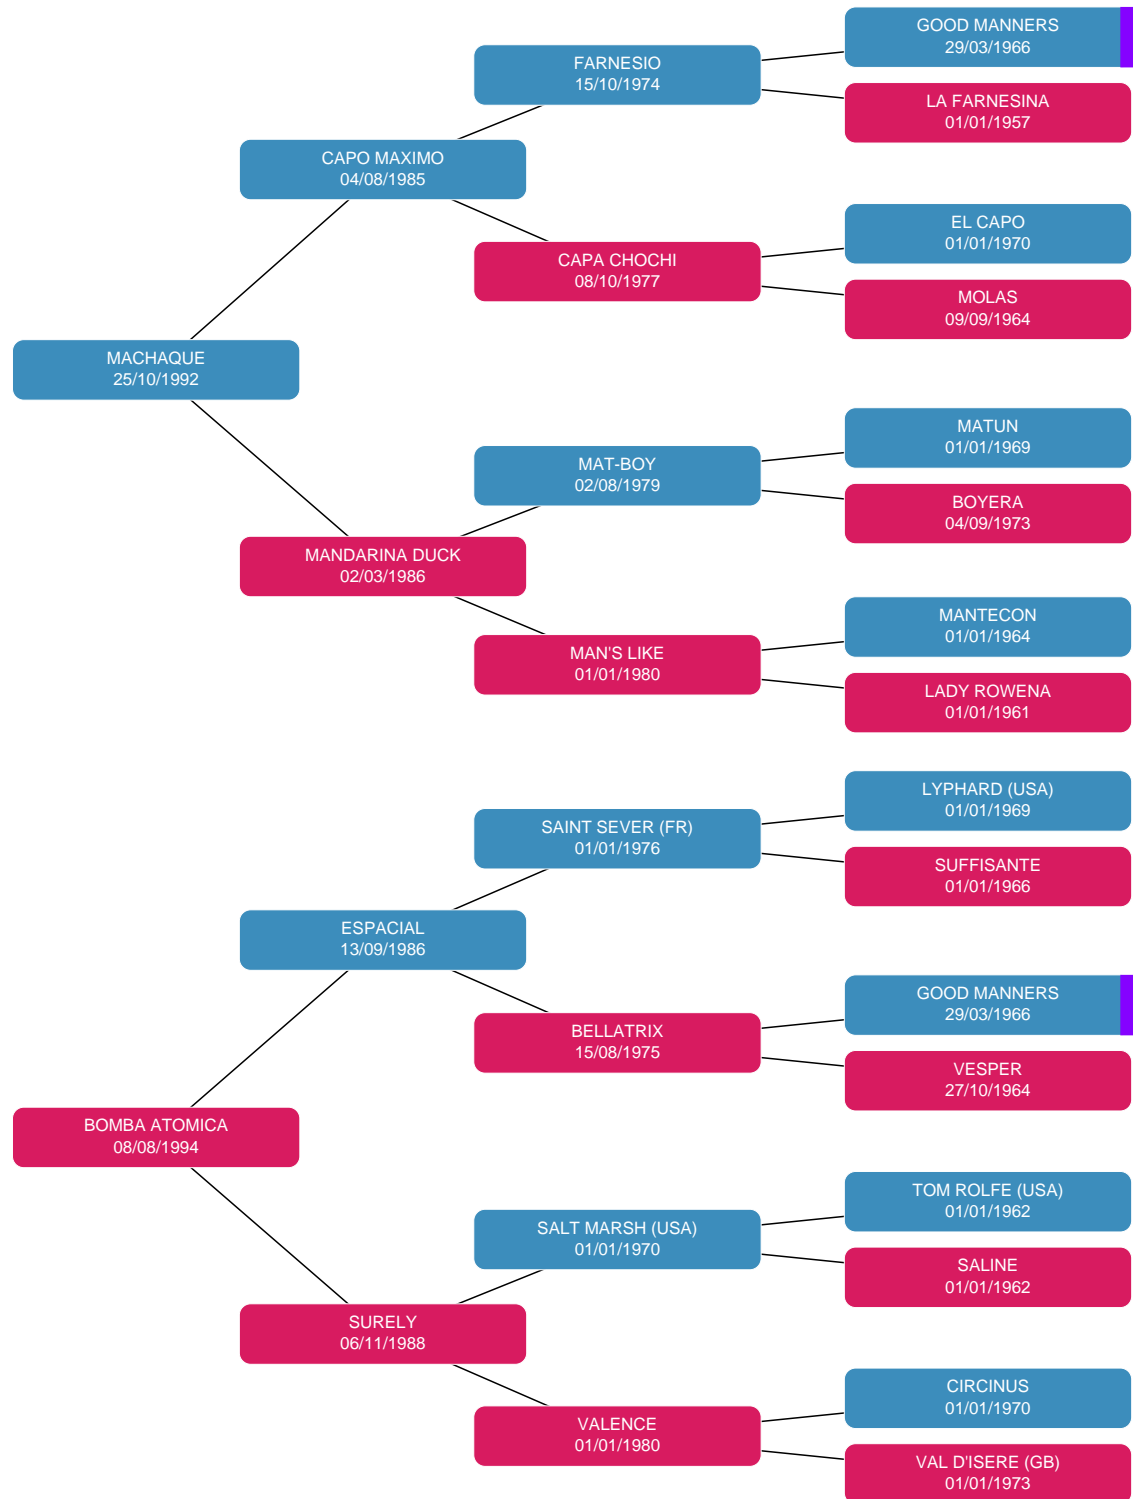 GOOD MANNERS
29/03/1966
FARNESIO
15/10/1974
LA FARNESINA
01/01/1957
CAPO MAXIMO
04/08/1985
EL CAPO
01/01/1970
CAPA CHOCHI
08/10/1977
MOLAS
09/09/1964
MACHAQUE
25/10/1992
MATUN
01/01/1969
MAT-BOY
02/08/1979
BOYERA
04/09/1973
MANDARINA DUCK
02/03/1986
MANTECON
01/01/1964
MAN'S LIKE
01/01/1980
LADY ROWENA
01/01/1961
LYPHARD (USA)
01/01/1969
SAINT SEVER (FR)
01/01/1976
SUFFISANTE
01/01/1966
ESPACIAL
13/09/1986
GOOD MANNERS
29/03/1966
BELLATRIX
15/08/1975
VESPER
27/10/1964
BOMBA ATOMICA
08/08/1994
TOM ROLFE (USA)
01/01/1962
SALT MARSH (USA)
01/01/1970
SALINE
01/01/1962
SURELY
06/11/1988
CIRCINUS
01/01/1970
VALENCE
01/01/1980
VAL D'ISERE (GB)
01/01/1973